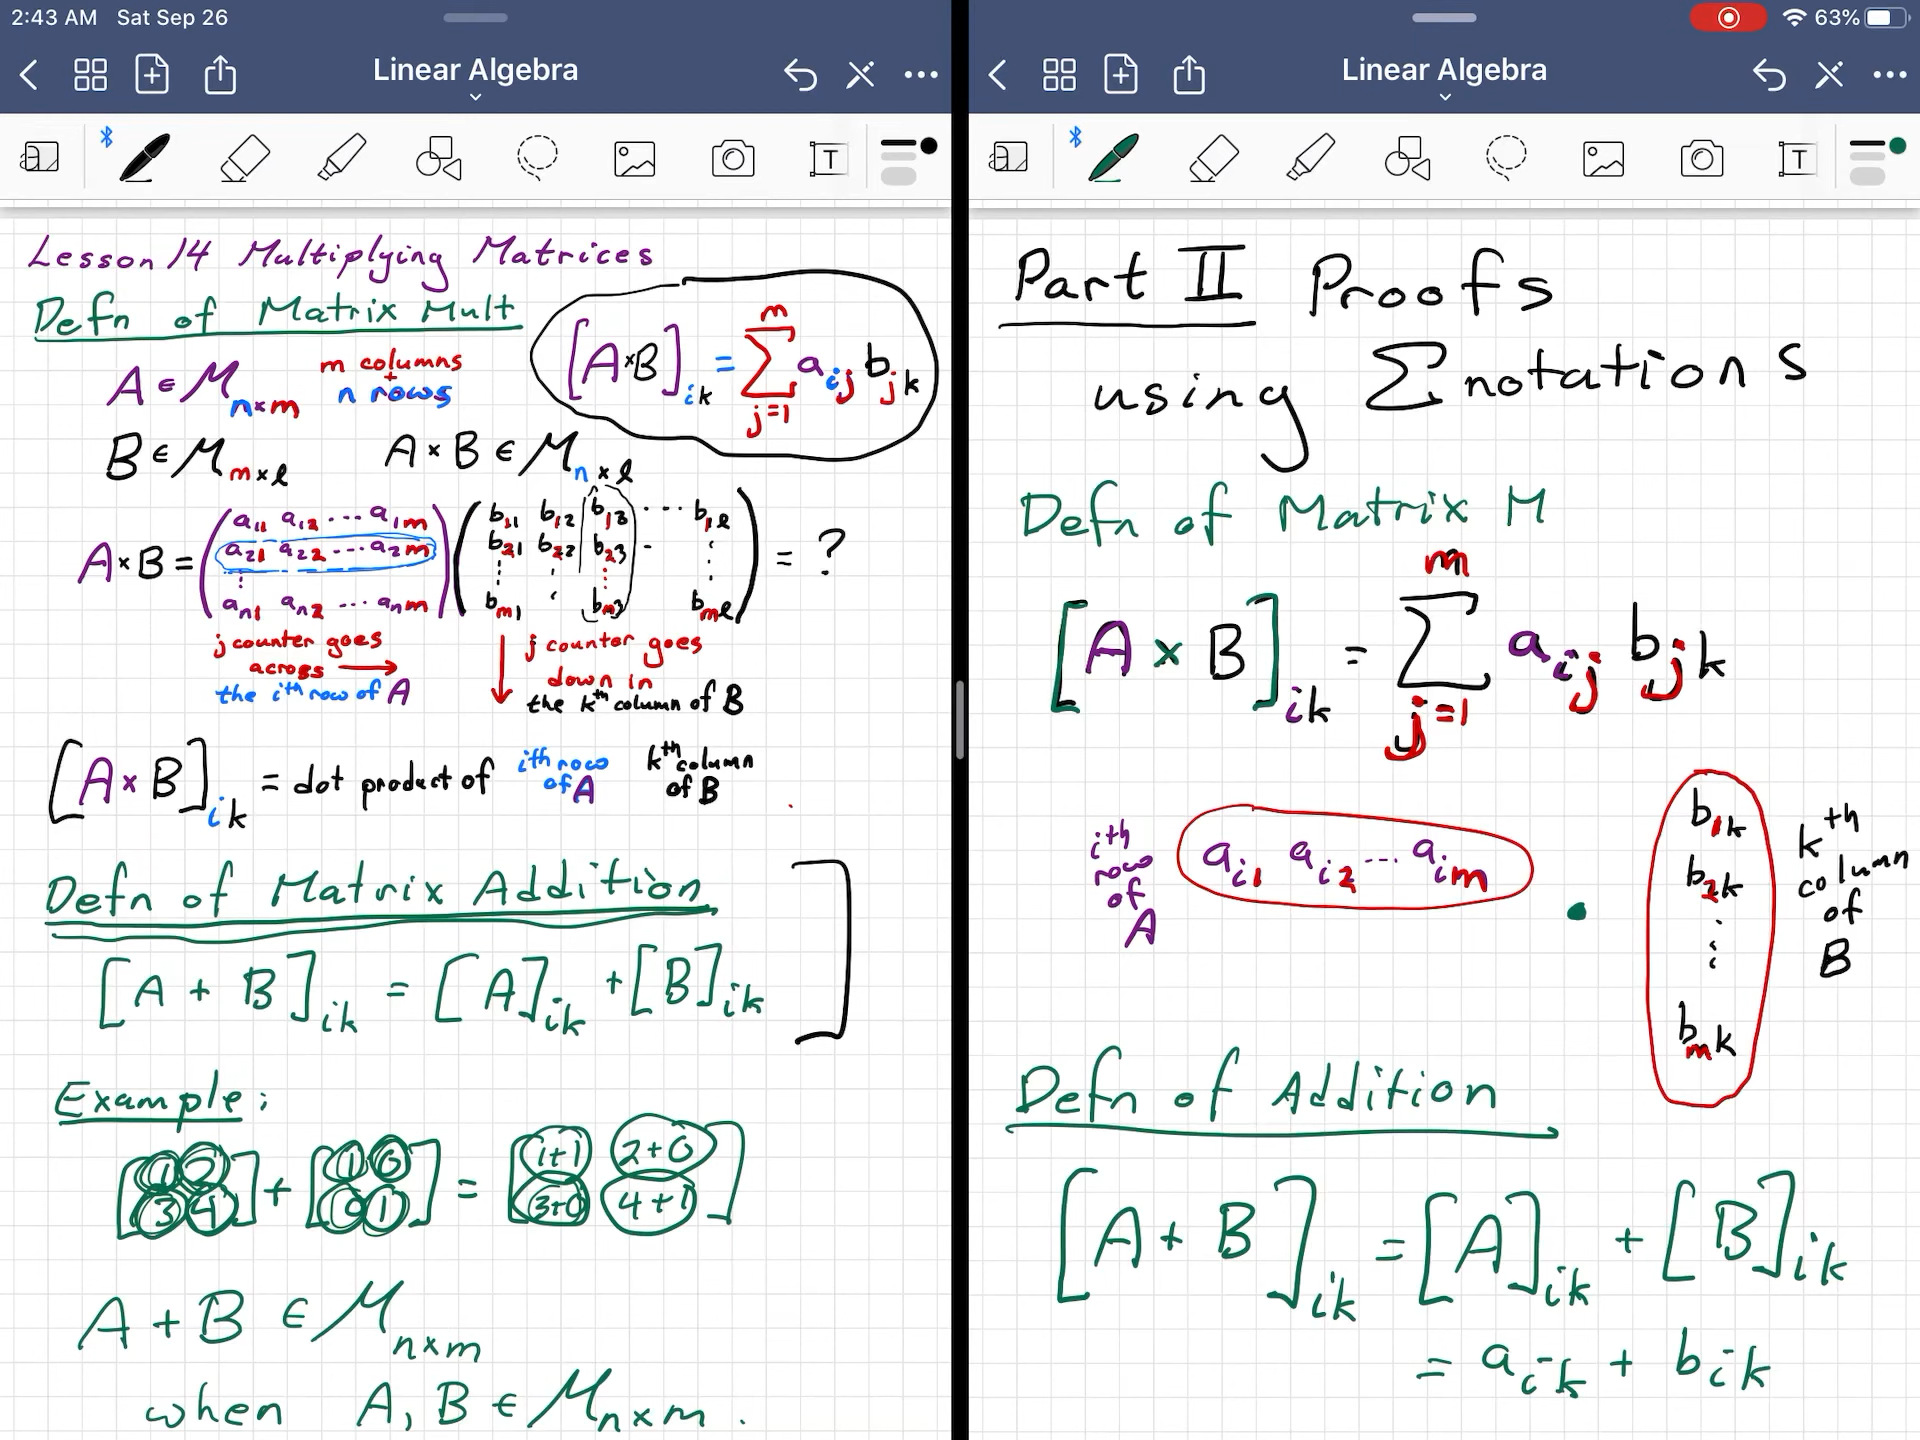 2:43 AM Sat Sep 26
Linear Algebra
T
Lesson 14 Multiplying Matrices
Defn of Matrix Mult
[A×B]ik = Σ_{j=1}^{m} aij bjk
A ∈ M n×m
m columns
+
n rows
B ∈ M m×l
A×B ∈ M n×l
A×B = (a11 a12 ··· a1m) (b11 b12 b13 ··· b1l) = ?
a21 a22 ··· a2m b21 b22 b23 -
an1 an2 ··· anm bm1 bm3 bml
j counter goes
across →
the ith row of A
↓ j counter goes
down in
the kth column of B
[A×B]ik = dot product of ith row of A kth column of B
Defn of Matrix Addition
[A + B]ik = [A]ik + [B]ik
Example:
[1 2] + [1 0] = [1+1 2+0]
[3 4] [0 1] [3+0 4+1]
A + B ∈ M n×m
when A, B ∈ M n×m.
63%
Linear Algebra
T
Part II Proofs
using Σ notations
Defn of Matrix M
[A × B]ik = Σ_{j=1}^{m} aij bjk
ith
row
of
A
ai1 ai2 ··· aim
b1k
b2k
⋮
bmk
kth
column
of
B
Defn of Addition
[A + B]ik = [A]ik + [B]ik
= aik + bik